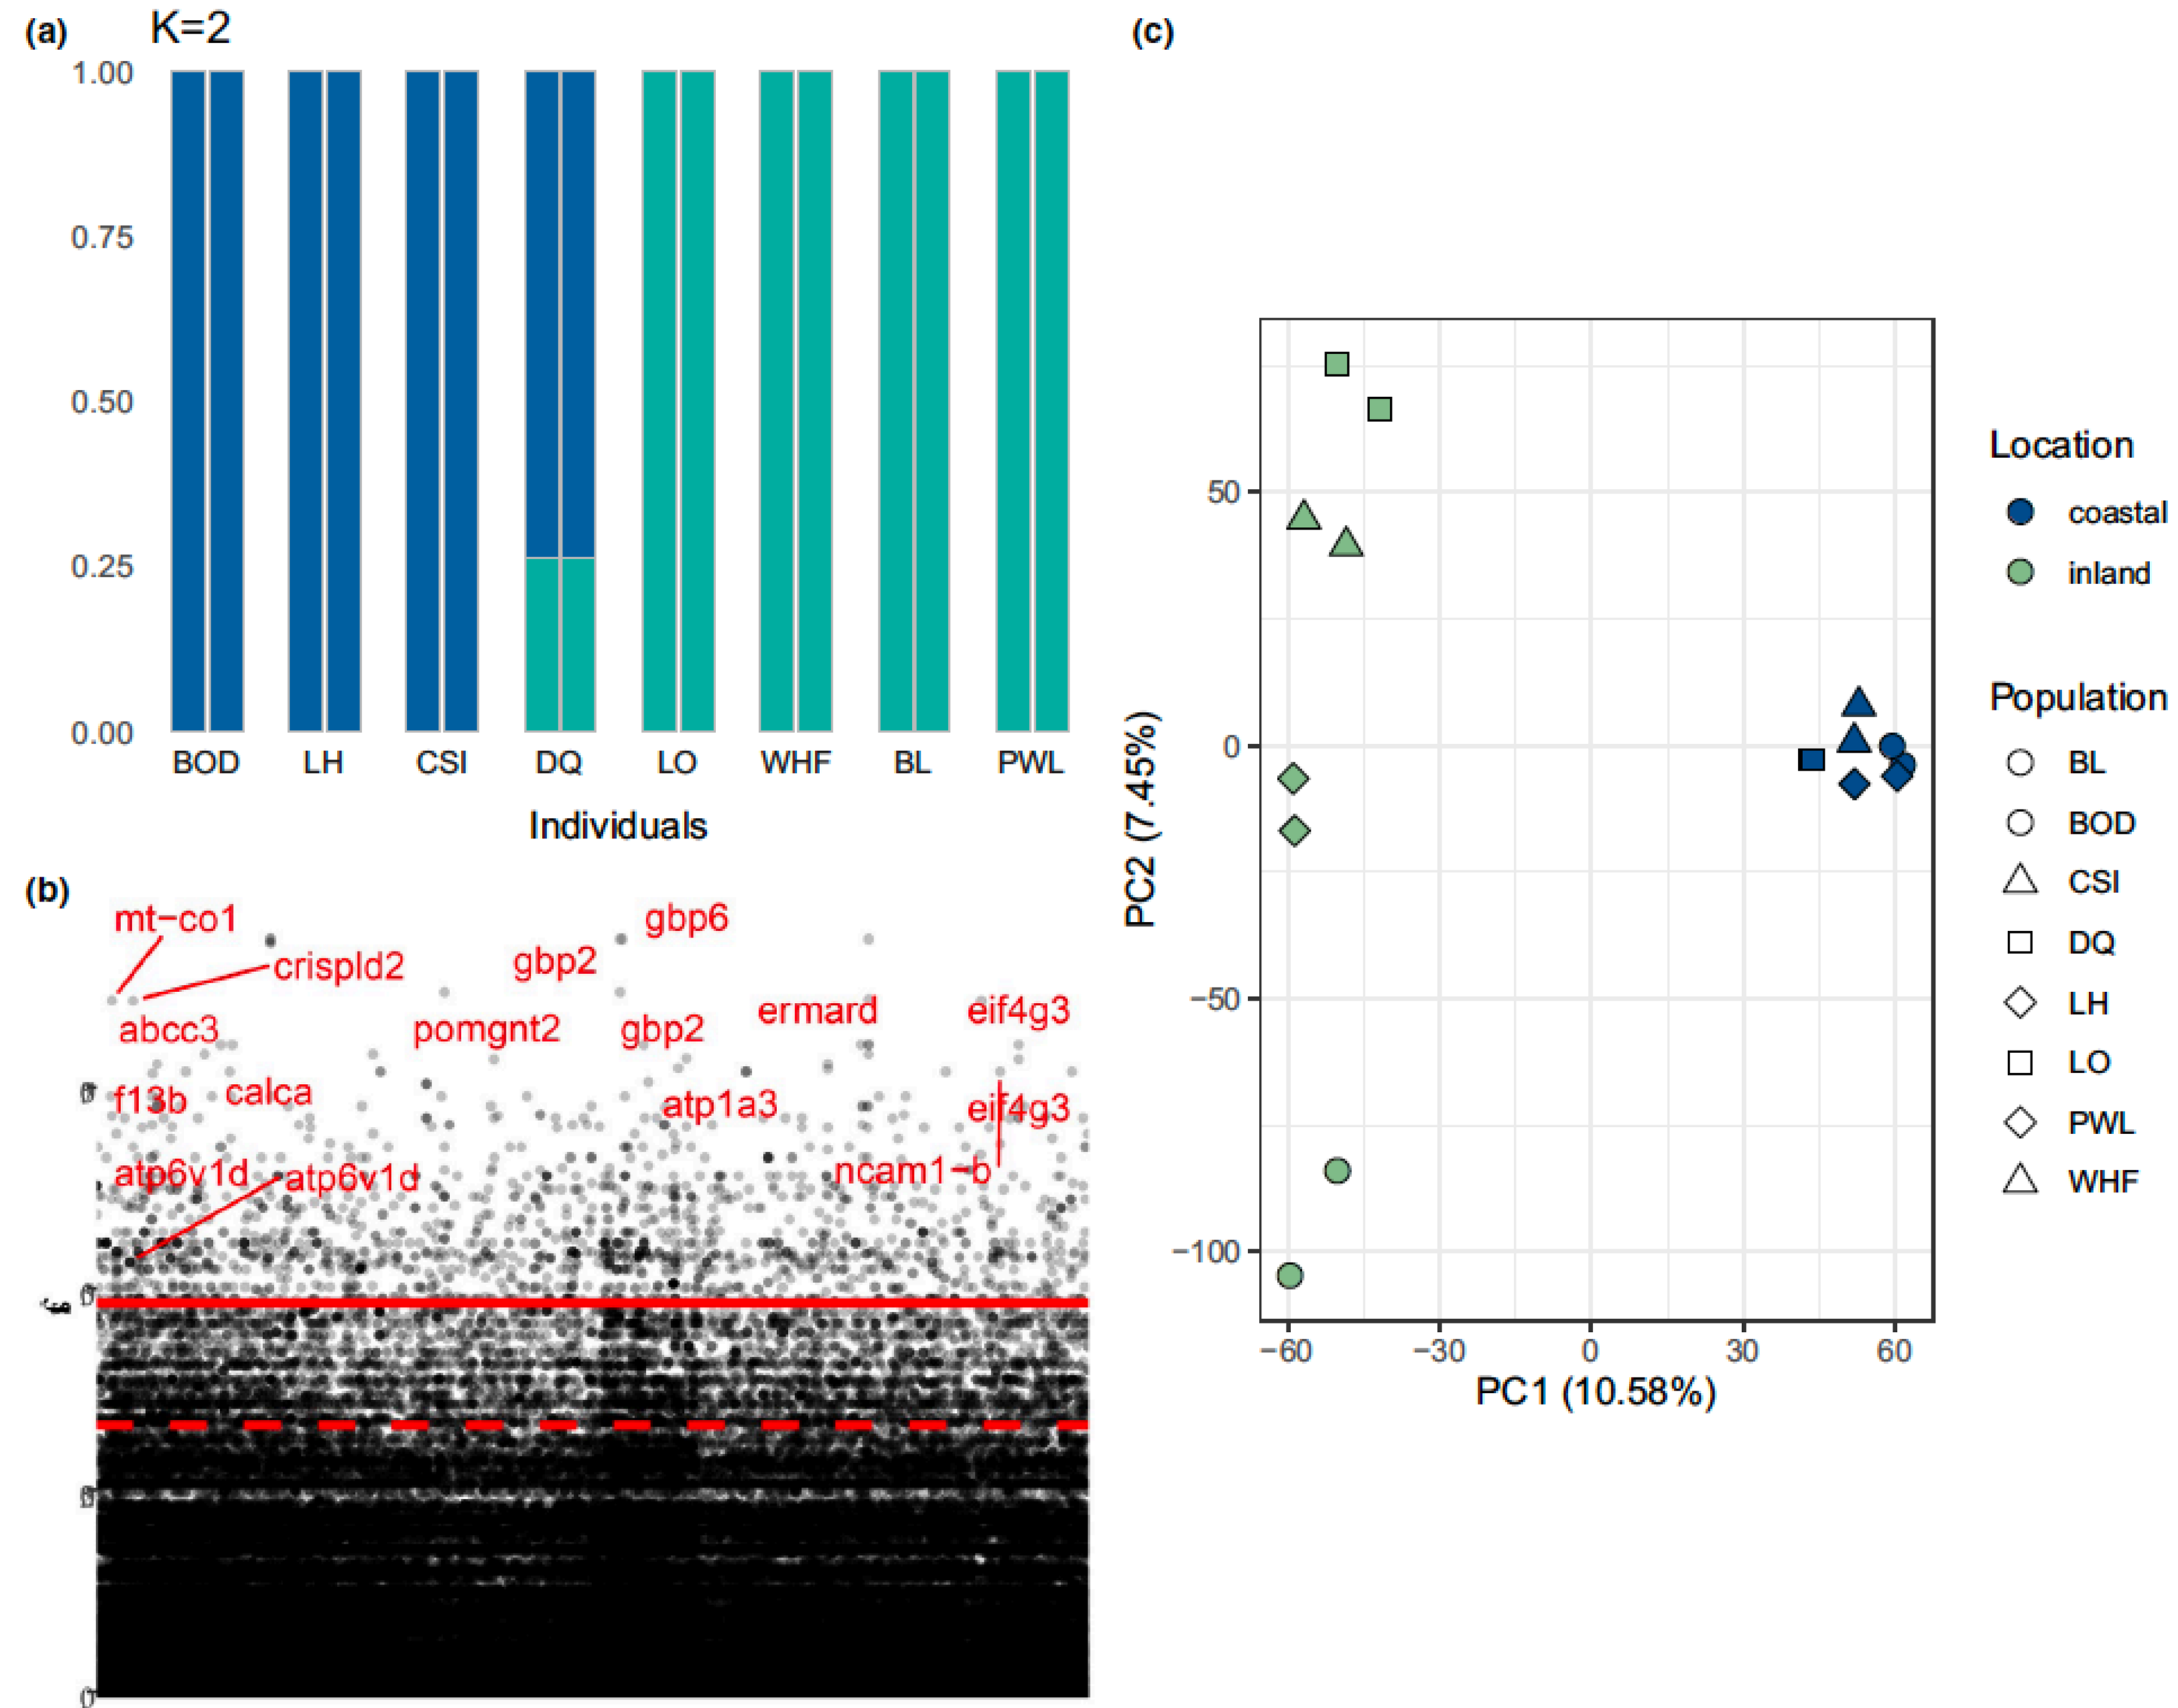 (a) K=2
1.00
0.75
0.50
0.25
0.00
BOD LH CSI DQ LO WHF BL PWL
Individuals
(b)
mt-co1 gbp6
crispld2 gbp2
abcc3 pomgnt2 gbp2 ermard eif4g3
f13b calca atp1a3 eif4g3
atp6v1d atp6v1d ncam1-b
0
(c)
50
0
−50
−100
PC2 (7.45%)
−60 −30 0 30 60
PC1 (10.58%)
Location
coastal
inland
Population
BL
BOD
CSI
DQ
LH
LO
PWL
WHF